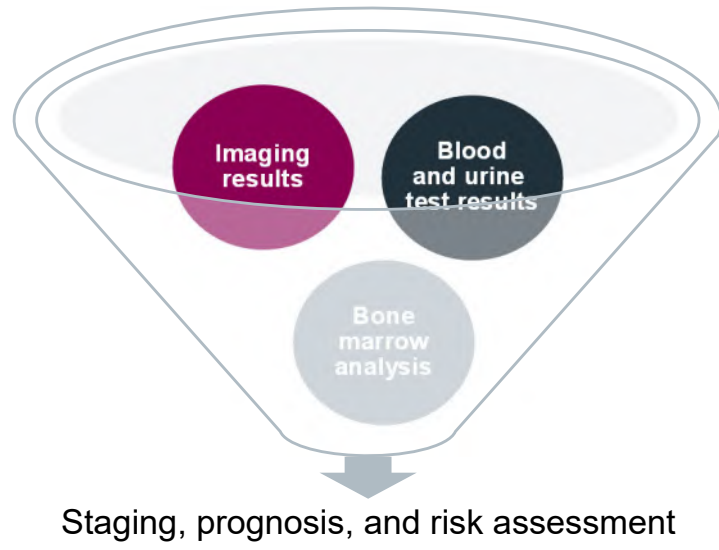 Imaging
results
Blood
and urine
test results
Bone
marrow
analysis
Staging, prognosis, and risk assessment